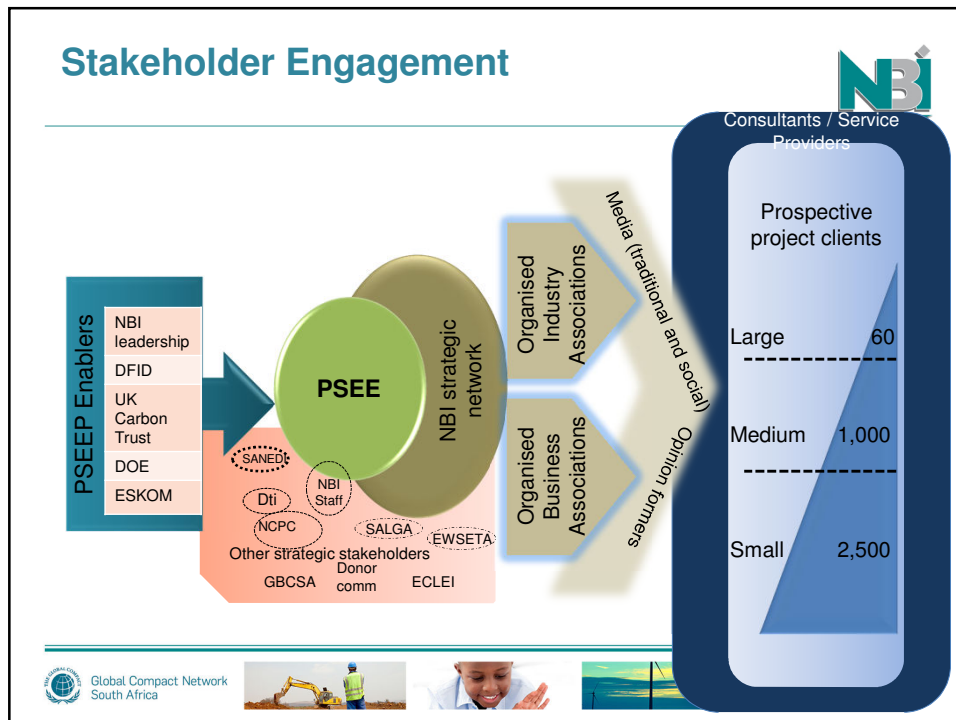 Stakeholder Engagement
NBI
Consultants / Service
Providers
Prospective
project clients
Large 60
Medium 1,000
Small 2,500
Media (traditional and social)
Opinion formers
Organised
Industry
Associations
Organised
Business
Associations
NBI strategic
network
PSEE
PSEEP Enablers
NBI
leadership
DFID
UK
Carbon
Trust
DOE
ESKOM
SANEDI
NBI
Staff
Dti
NCPC
SALGA
EWSETA
Other strategic stakeholders
GBCSA
Donor
comm
ECLEI
THE GLOBAL COMPACT
Global Compact Network
South Africa